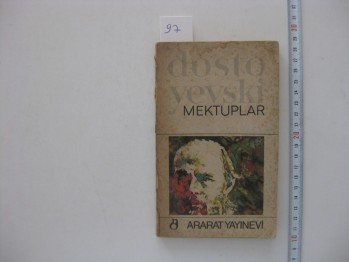 97
dosto
yevski
MEKTUPLAR
ARARAT YAYINEVİ